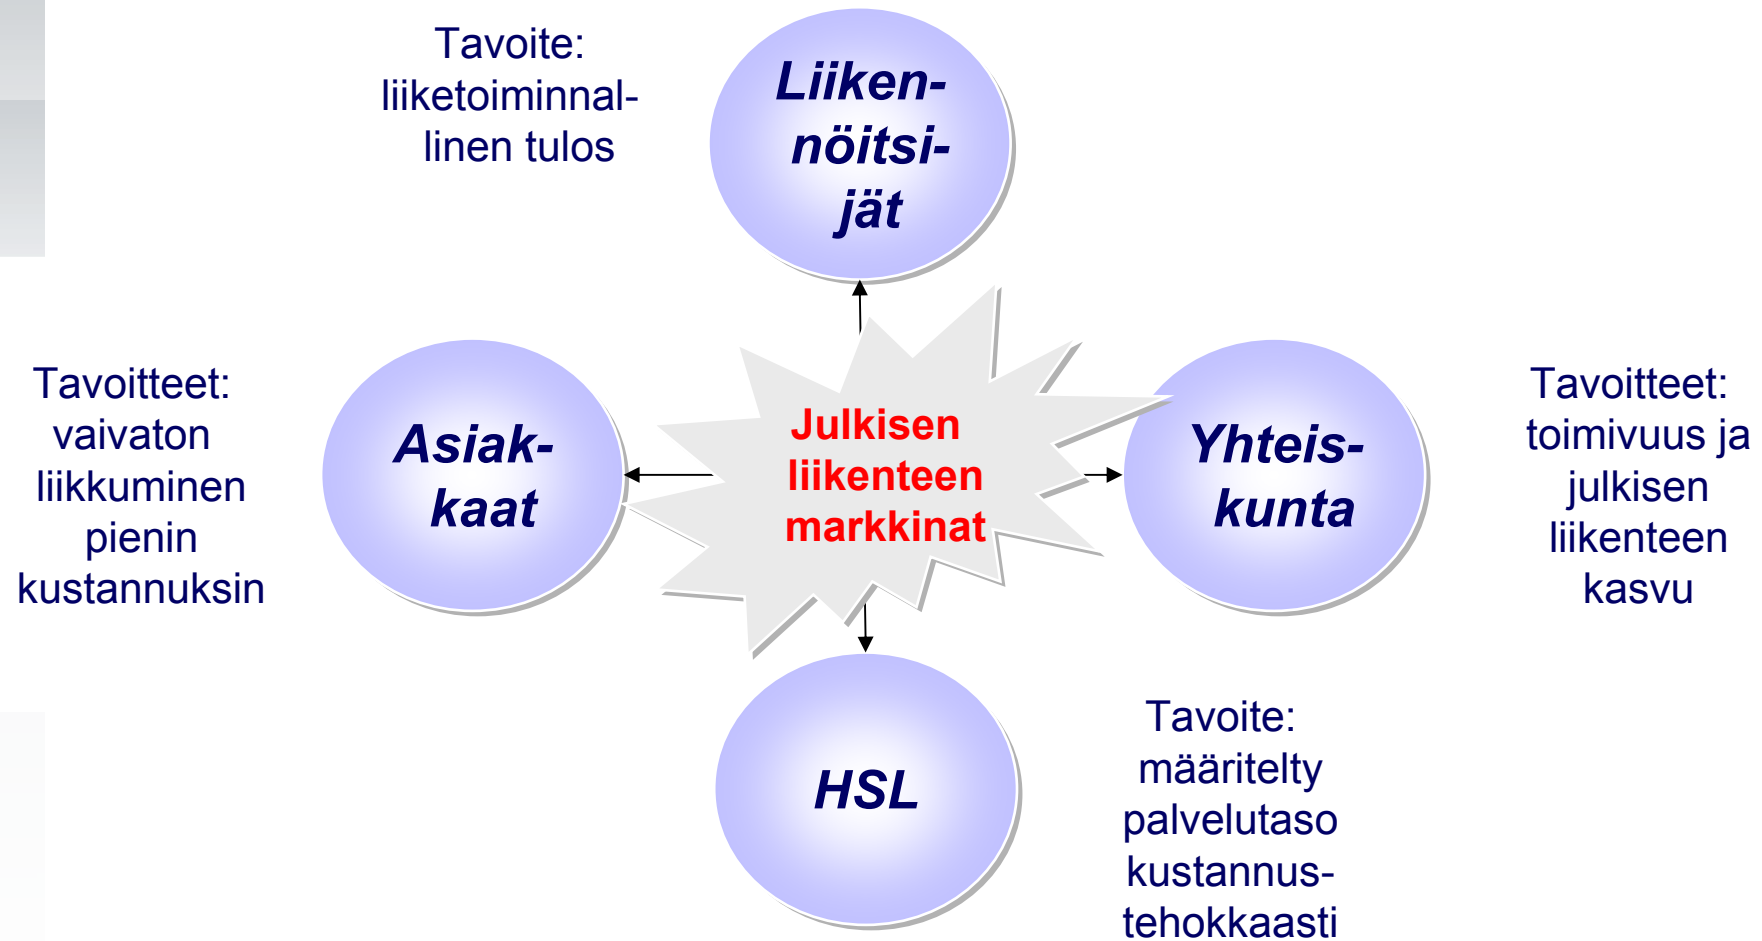 Tavoite:
liiketoiminnal-
linen tulos
Liiken-
nöitsi-
jät
Tavoitteet:
vaivaton
liikkuminen
pienin
kustannuksin
Asiak-
kaat
Julkisen
liikenteen
markkinat
Yhteis-
kunta
Tavoitteet:
toimivuus ja
julkisen
liikenteen
kasvu
HSL
Tavoite:
määritelty
palvelutaso
kustannus-
tehokkaasti